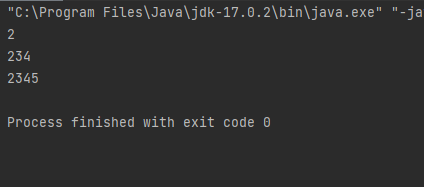 "C:\Program Files\Java\jdk-17.0.2\bin\java.exe" "-ja
2
234
2345
Process finished with exit code 0